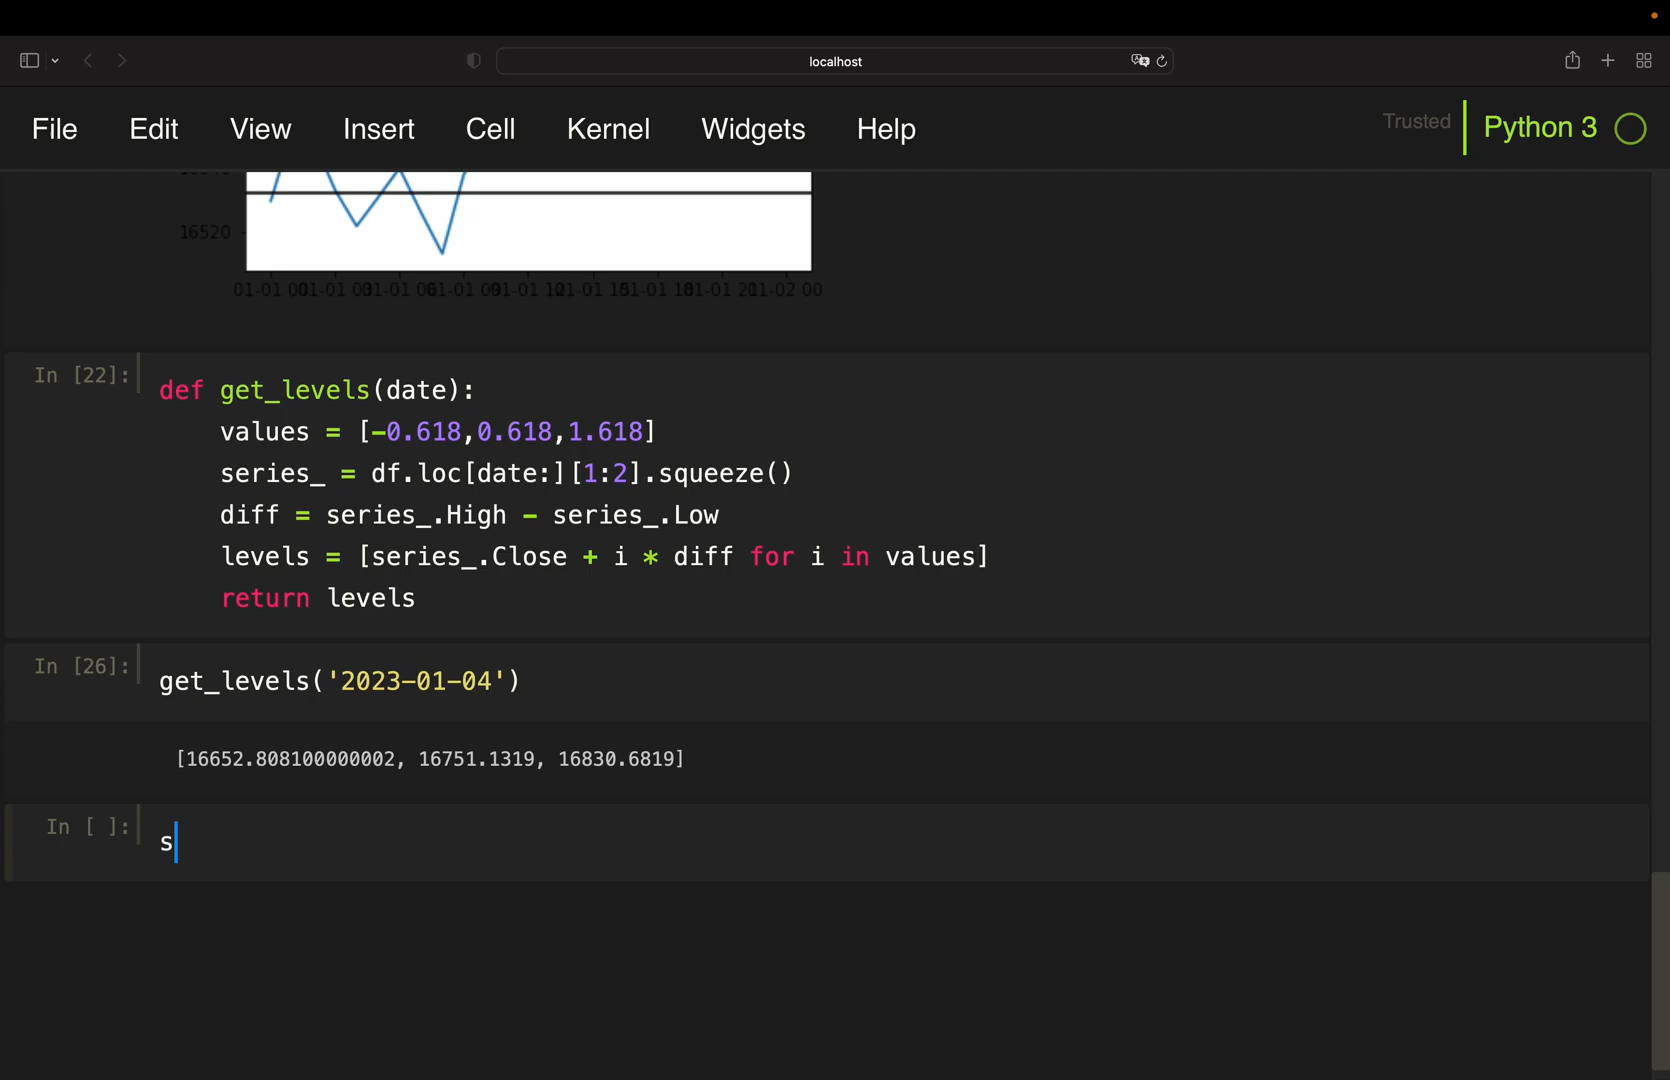 localhost
File Edit View Insert Cell Kernel Widgets Help
Trusted Python 3
16520
In [22]:
def get_levels(date):
values = [-0.618,0.618,1.618]
series_ = df.loc[date:][1:2].squeeze()
diff = series_.High - series_.Low
levels = [series_.Close + i * diff for i in values]
return levels
In [26]:
get_levels('2023-01-04')
[16652.808100000002, 16751.1319, 16830.6819]
In [ ]:
s